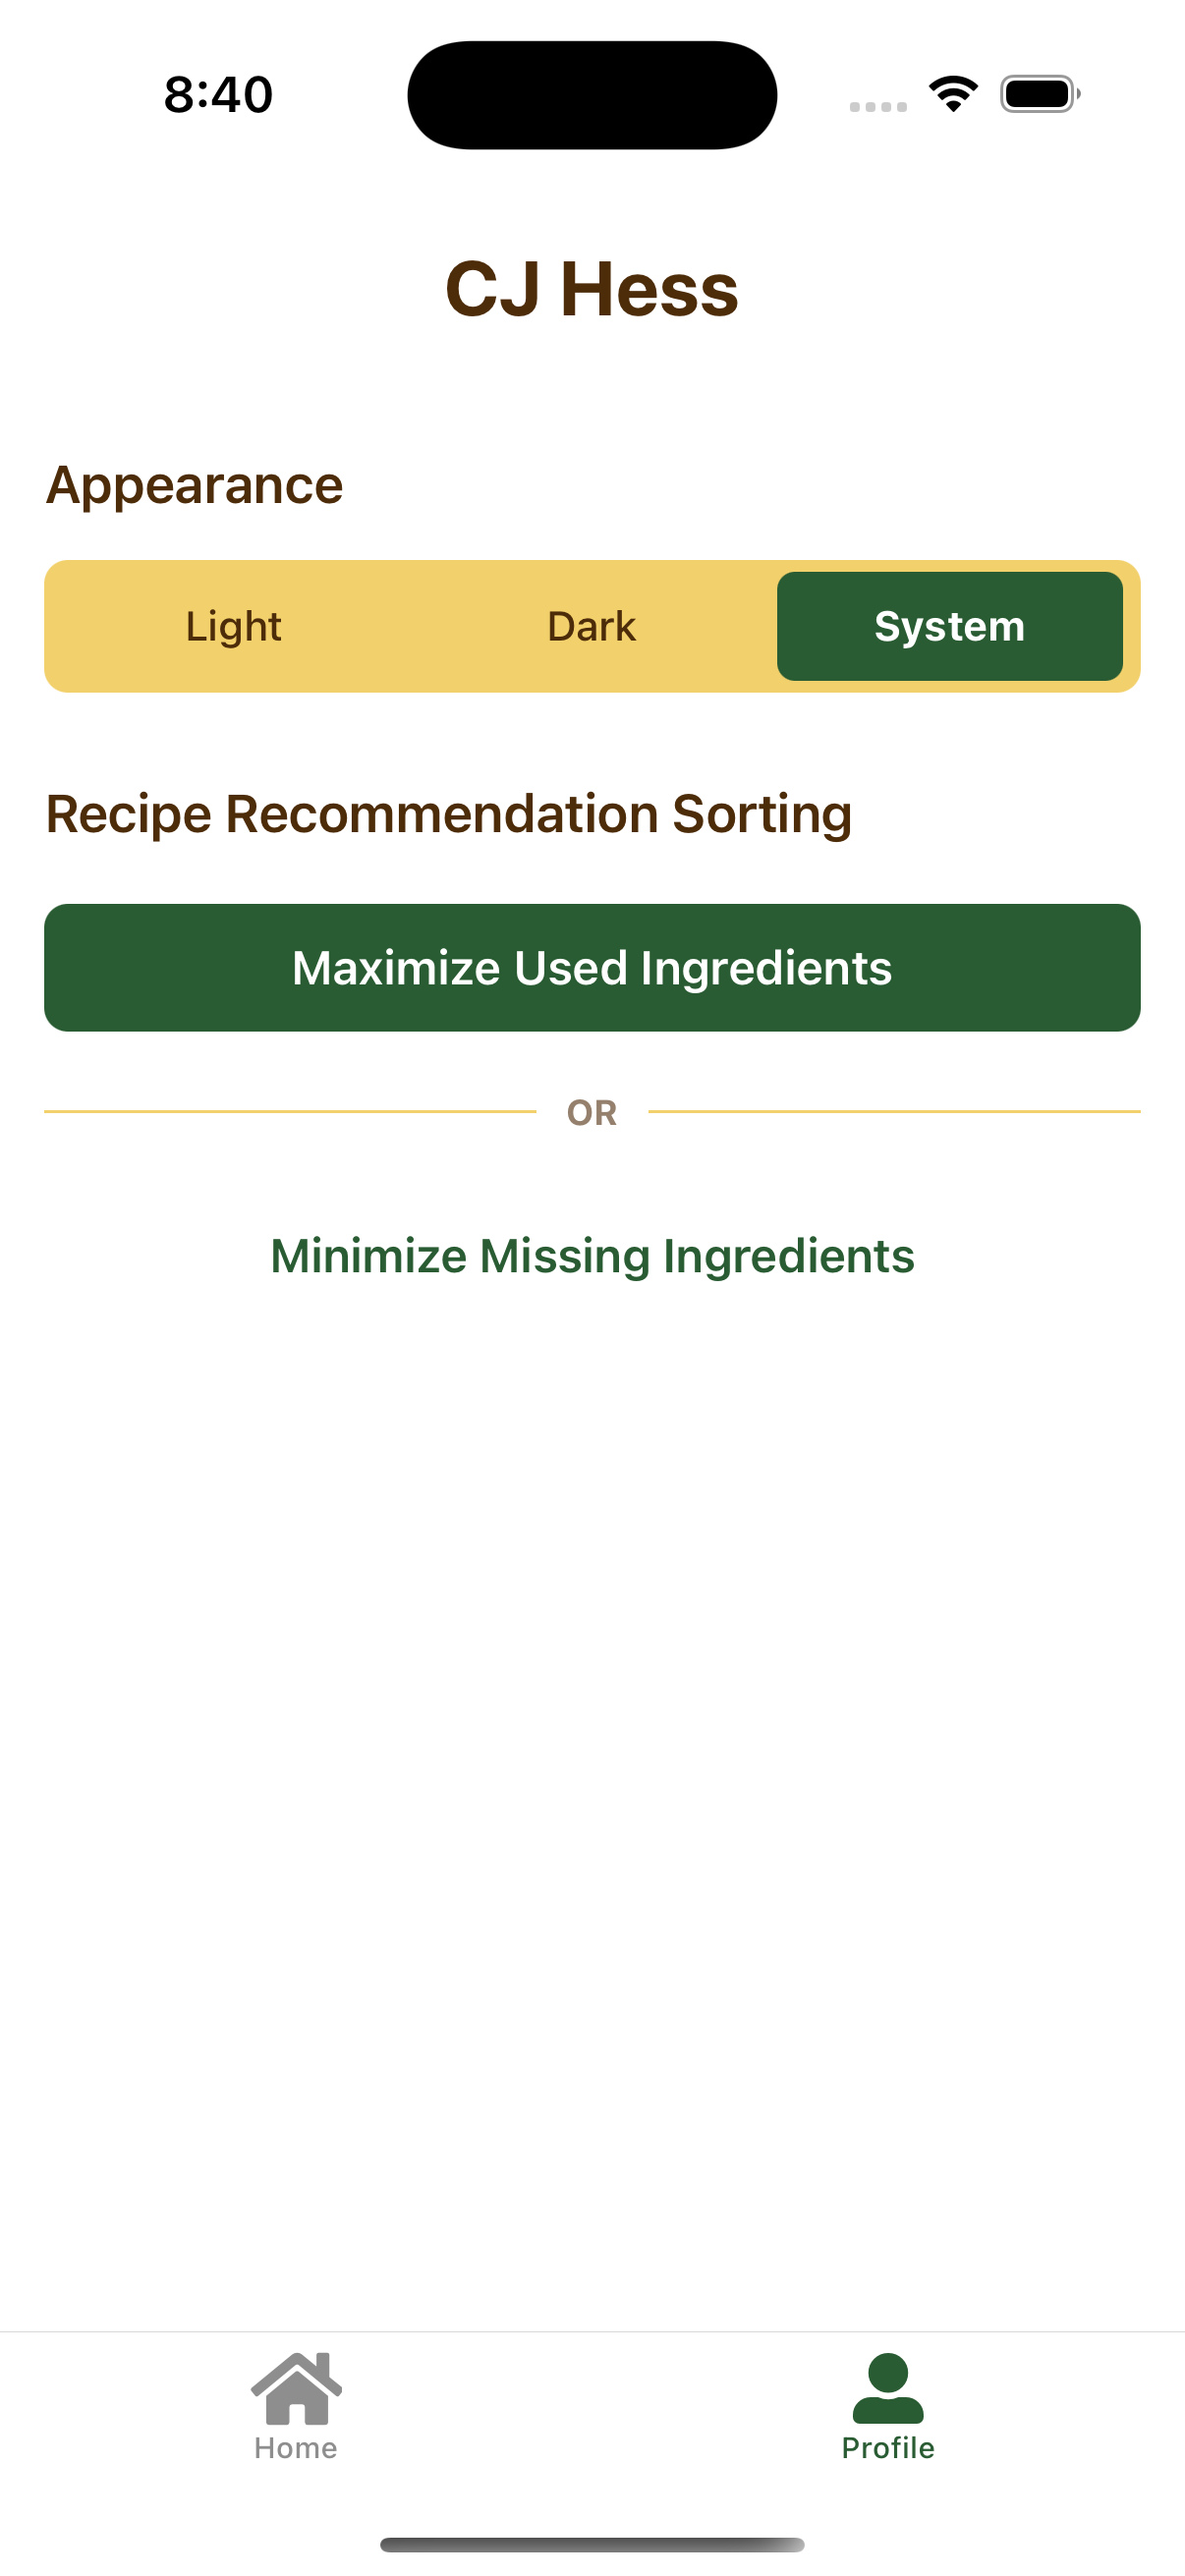 8:40
CJ Hess
Appearance
Light Dark System
Recipe Recommendation Sorting
Maximize Used Ingredients
OR
Minimize Missing Ingredients
Home Profile